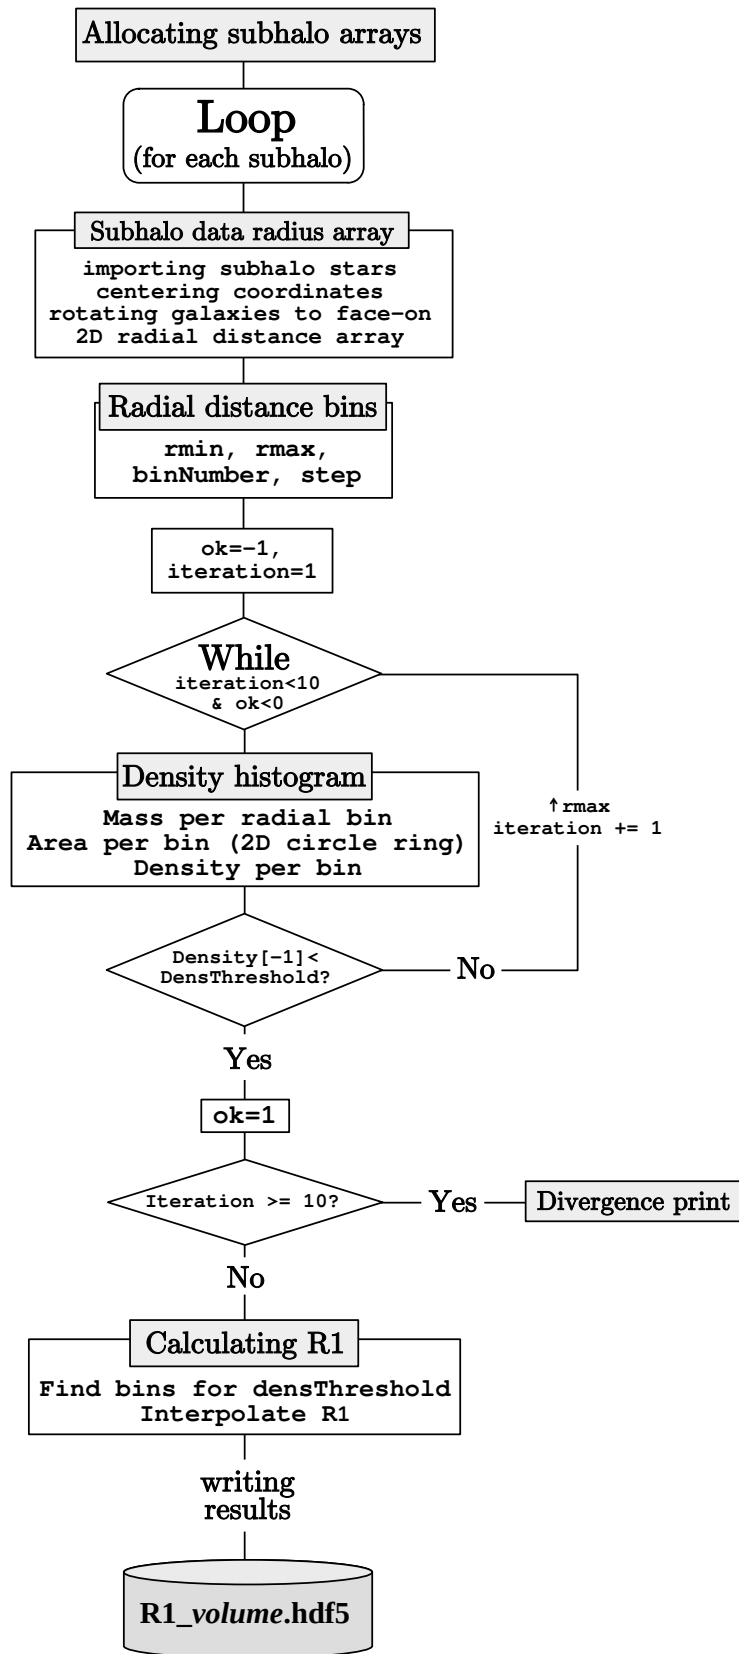 Allocating subhalo arrays
Loop
(for each subhalo)
Subhalo data radius array
importing subhalo stars
centering coordinates
rotating galaxies to face-on
2D radial distance array
Radial distance bins
rmin, rmax,
binNumber, step
ok=-1,
iteration=1
While
iteration<10
& ok<0
Density histogram
Mass per radial bin
Area per bin (2D circle ring)
Density per bin
↑rmax
iteration += 1
Density[-1]<
DensThreshold?
No
Yes
ok=1
Iteration >= 10?
Yes
Divergence print
No
Calculating R1
Find bins for densThreshold
Interpolate R1
writing
results
R1_volume.hdf5